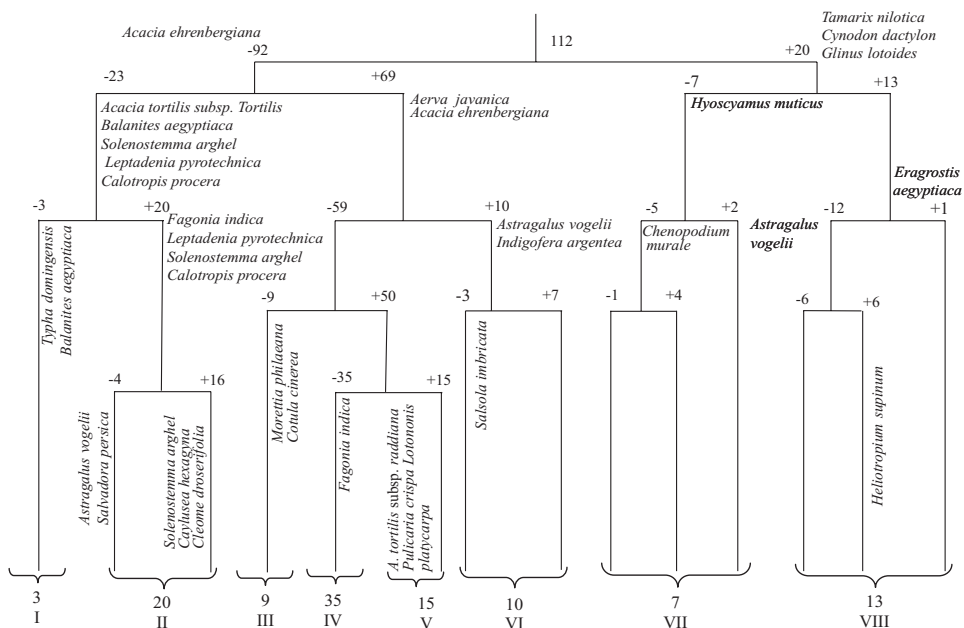 Acacia ehrenbergiana
-92
112
+20
Tamarix nilotica
Cynodon dactylon
Glinus lotoides
-23
+69
-7
+13
Acacia tortilis subsp. Tortilis
Balanites aegyptiaca
Solenostemma arghel
Leptadenia pyrotechnica
Calotropis procera
Aerva javanica
Acacia ehrenbergiana
Hyoscyamus muticus
Eragrostis
aegyptiaca
-3
+20
-59
+10
-5
+2
-12
+1
Typha domingensis
Balanites aegyptiaca
Fagonia indica
Leptadenia pyrotechnica
Solenostemma arghel
Calotropis procera
Astragalus vogelii
Indigofera argentea
Chenopodium
murale
Astragalus
vogelii
-9
+50
-3
+7
-1
+4
-6
+6
Morettia philaeana
Cotula cinerea
Salsola imbricata
Heliotropium supinum
-4
+16
-35
+15
Astragalus vogelii
Salvadora persica
Solenostemma arghel
Caylusea hexagyna
Cleome droserifolia
Fagonia indica
A. tortilis subsp. raddiana
Pulicaria crispa Lotononis
platycarpa
3
20
9
35
15
10
7
13
I
II
III
IV
V
VI
VII
VIII